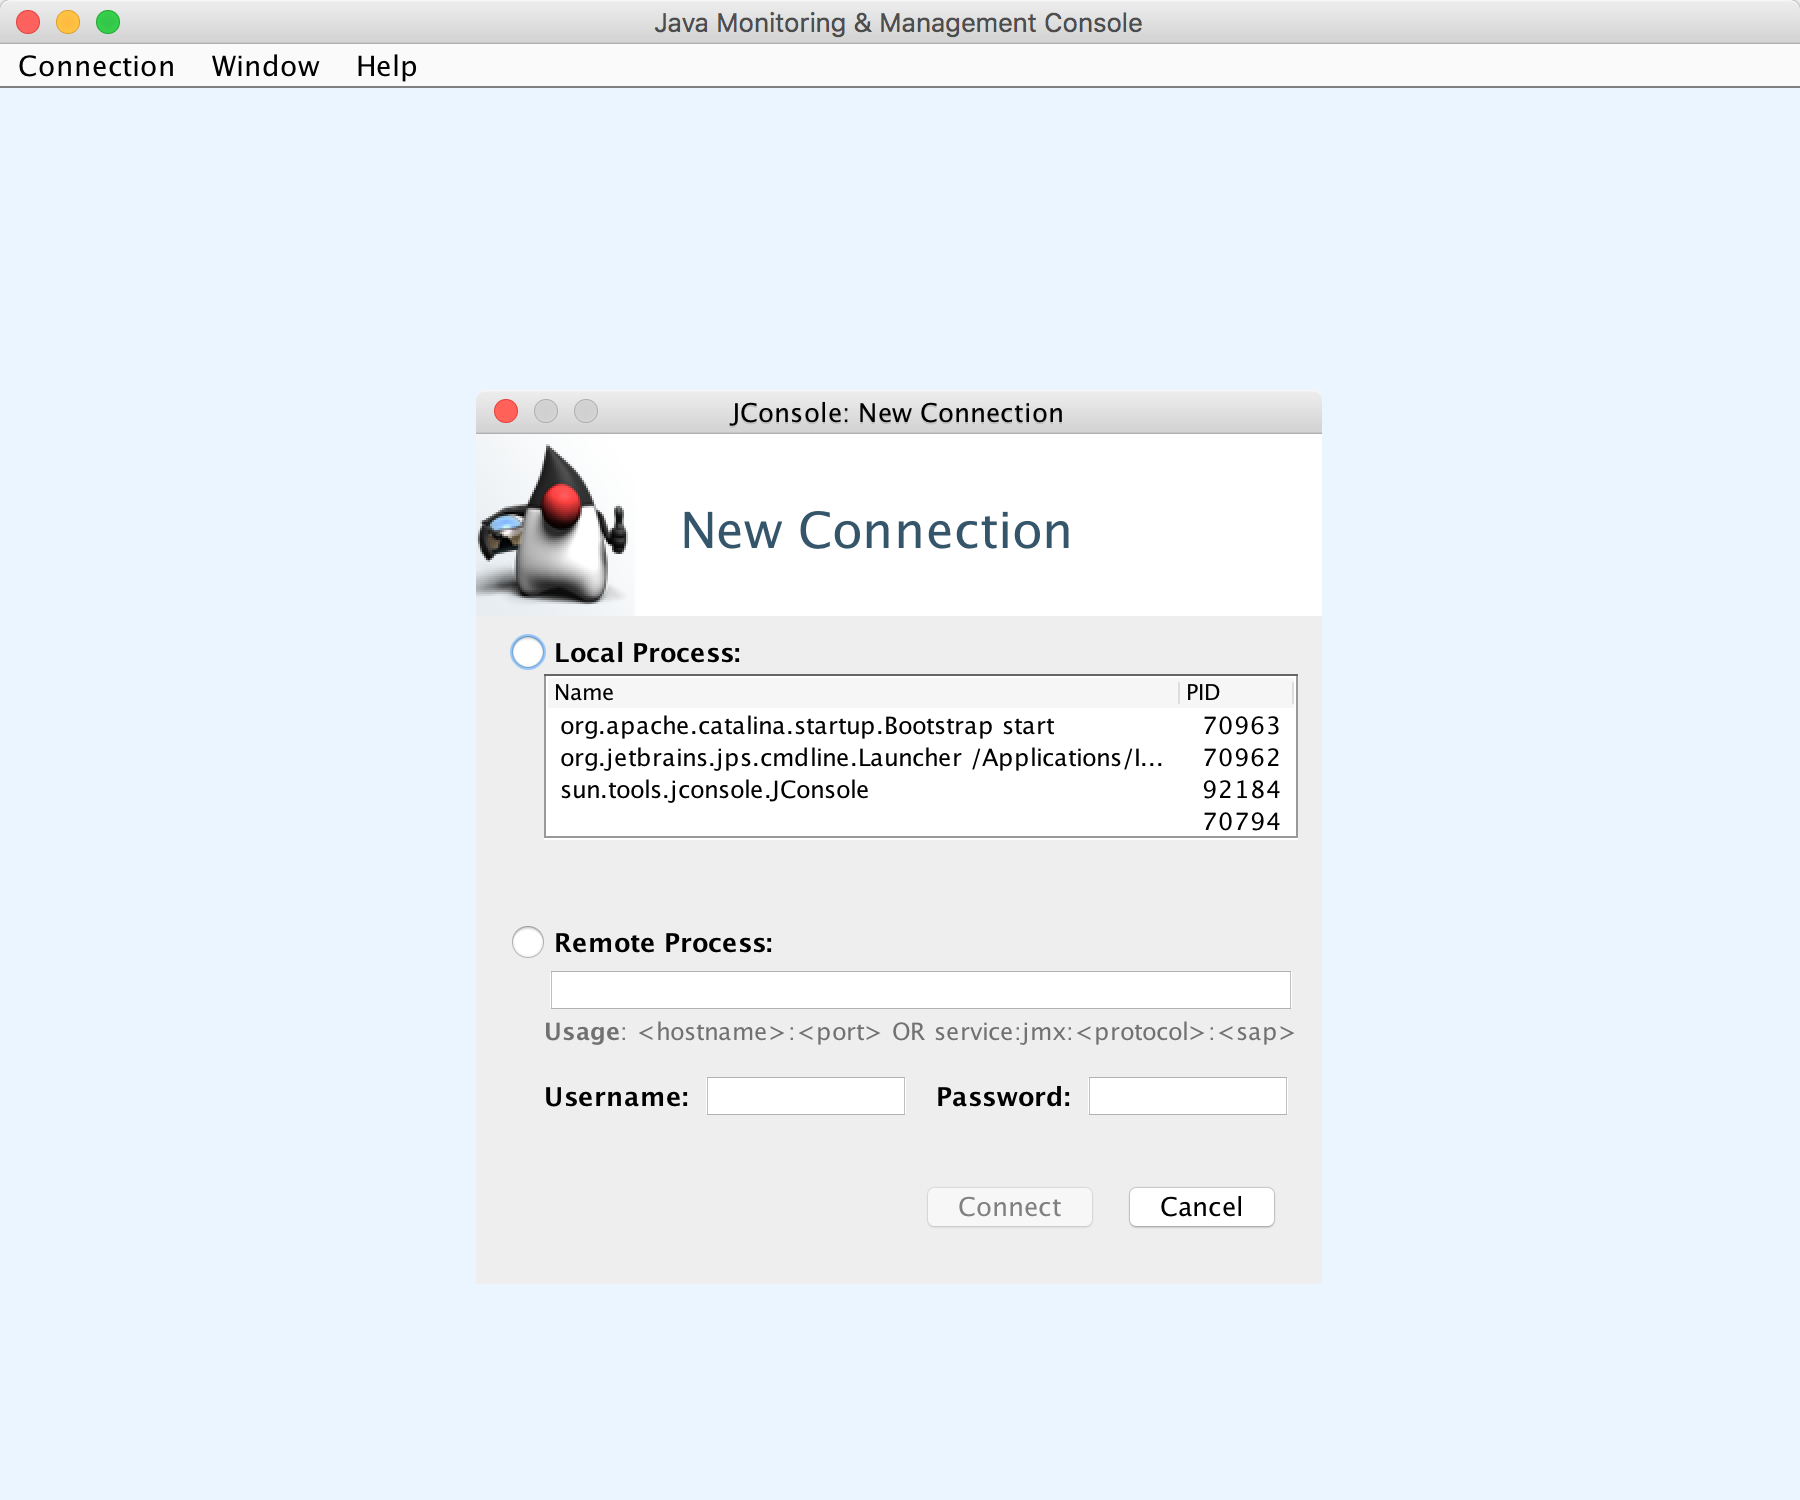 Java Monitoring & Management Console
Connection Window Help
JConsole: New Connection
New Connection
Local Process:
Name PID
org.apache.catalina.startup.Bootstrap start 70963
org.jetbrains.jps.cmdline.Launcher /Applications/I... 70962
sun.tools.jconsole.JConsole 92184
70794
Remote Process:
Usage: <hostname>:<port> OR service:jmx:<protocol>:<sap>
Username: Password:
Connect Cancel